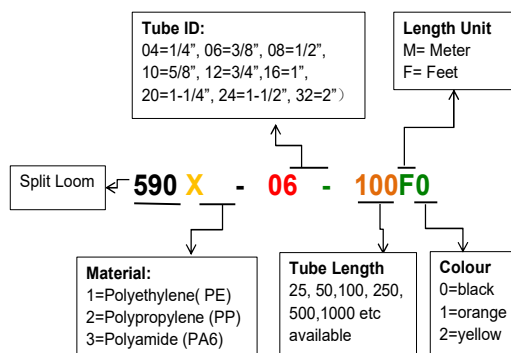 Tube ID:
04=1/4”, 06=3/8”, 08=1/2”,
10=5/8”, 12=3/4”,16=1”,
20=1-1/4”, 24=1-1/2”, 32=2”）
Length Unit
M= Meter
F= Feet
Split Loom
590 X - 06 - 100F0
Material:
1=Polyethylene( PE)
2=Polypropylene (PP)
3=Polyamide (PA6)
Tube Length
25, 50,100, 250,
500,1000 etc
available
Colour
0=black
1=orange
2=yellow